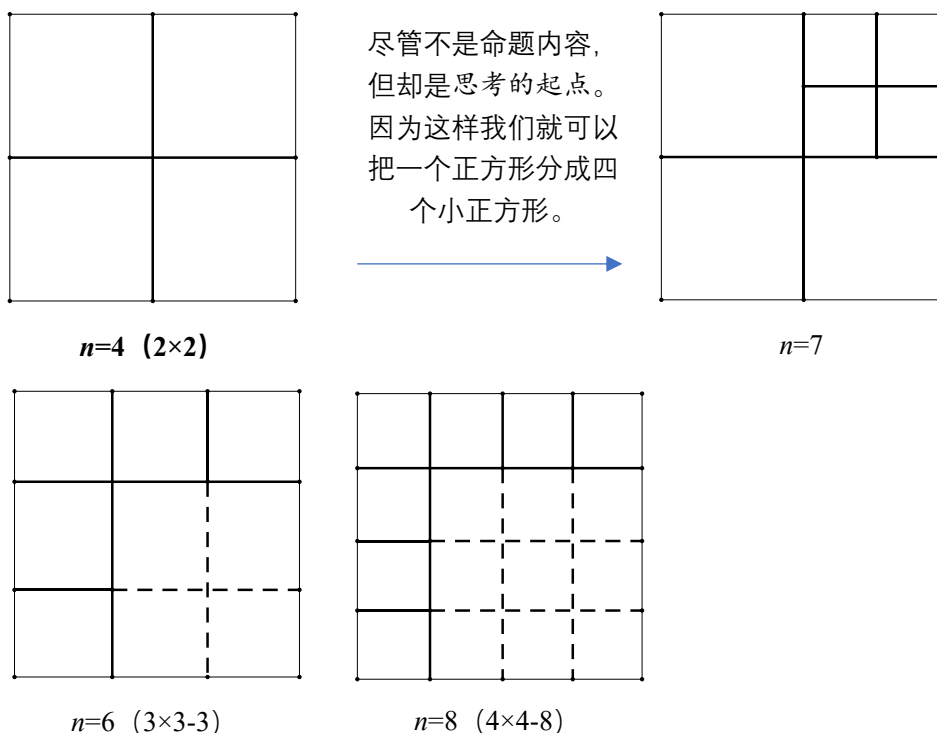 尽管不是命题内容，
但却是思考的起点。
因为这样我们就可以
把一个正方形分成四
个小正方形。
n=4（2×2）
n=7
n=6（3×3-3）
n=8（4×4-8）